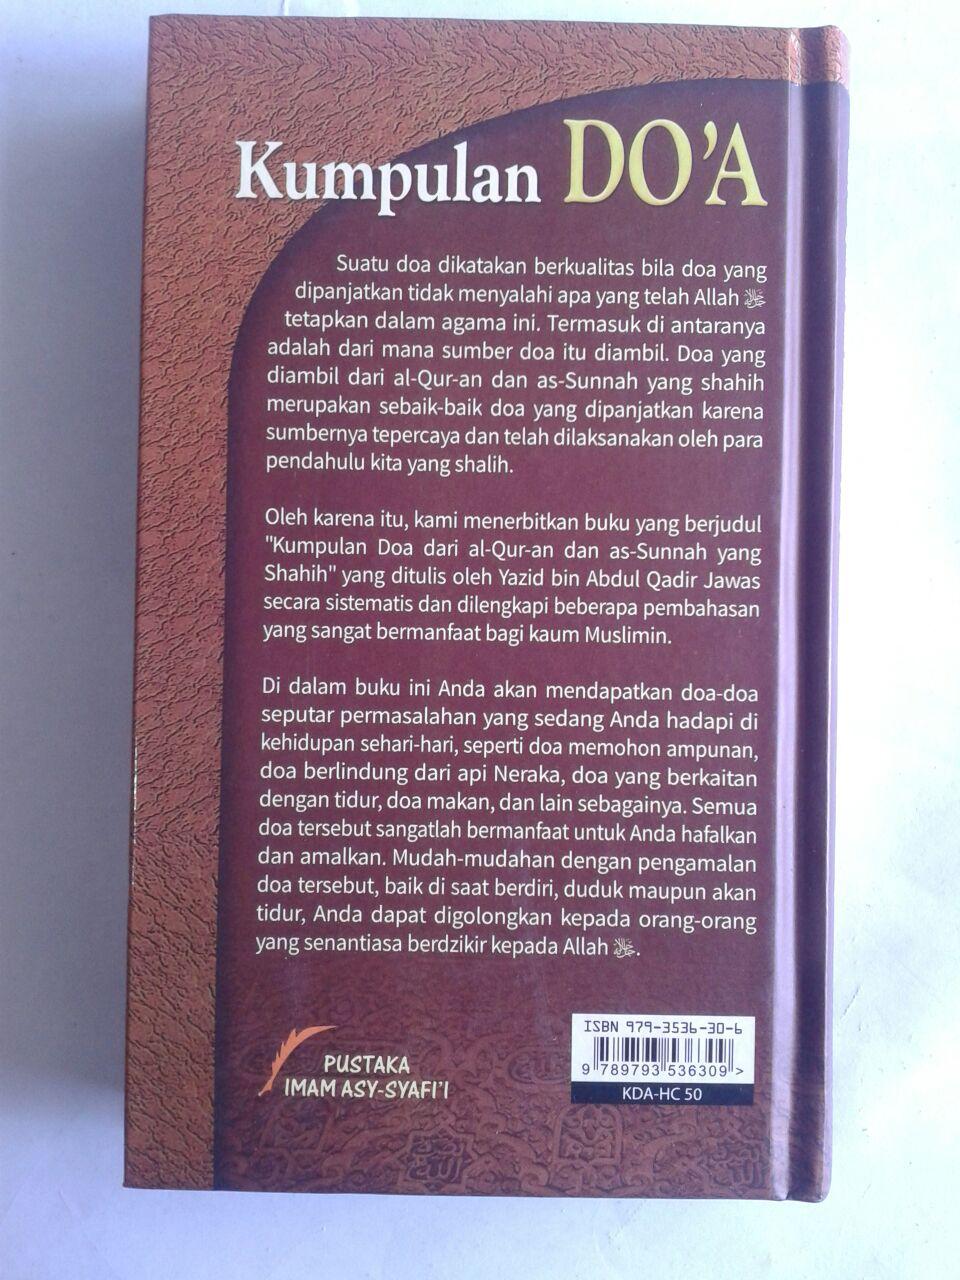 Kumpulan DO'A
Suatu doa dikatakan berkualitas bila doa yang
dipanjatkan tidak menyalahi apa yang telah Allah ﷻ
tetapkan dalam agama ini. Termasuk di antaranya
adalah dari mana sumber doa itu diambil. Doa yang
diambil dari al-Qur-an dan as-Sunnah yang shahih
merupakan sebaik-baik doa yang dipanjatkan karena
sumbernya tepercaya dan telah dilaksanakan oleh para
pendahulu kita yang shalih.
Oleh karena itu, kami menerbitkan buku yang berjudul
"Kumpulan Doa dari al-Qur-an dan as-Sunnah yang
Shahih" yang ditulis oleh Yazid bin Abdul Qadir Jawas
secara sistematis dan dilengkapi beberapa pembahasan
yang sangat bermanfaat bagi kaum Muslimin.
Di dalam buku ini Anda akan mendapatkan doa-doa
seputar permasalahan yang sedang Anda hadapi di
kehidupan sehari-hari, seperti doa memohon ampunan,
doa berlindung dari api Neraka, doa yang berkaitan
dengan tidur, doa makan, dan lain sebagainya. Semua
doa tersebut sangatlah bermanfaat untuk Anda hafalkan
dan amalkan. Mudah-mudahan dengan pengamalan
doa tersebut, baik di saat berdiri, duduk maupun akan
tidur, Anda dapat digolongkan kepada orang-orang
yang senantiasa berdzikir kepada Allah ﷻ.
PUSTAKA
IMAM ASY-SYAFI'I
ISBN 979-3536-30-6
9 789793 536309 >
KDA-HC 50